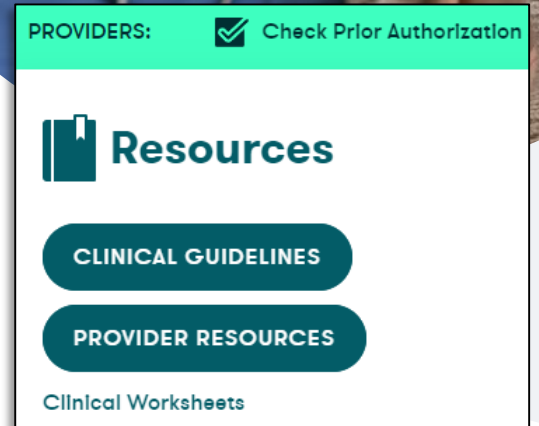 PROVIDERS: Check Prior Authorization
Resources
CLINICAL GUIDELINES
PROVIDER RESOURCES
Clinical Worksheets